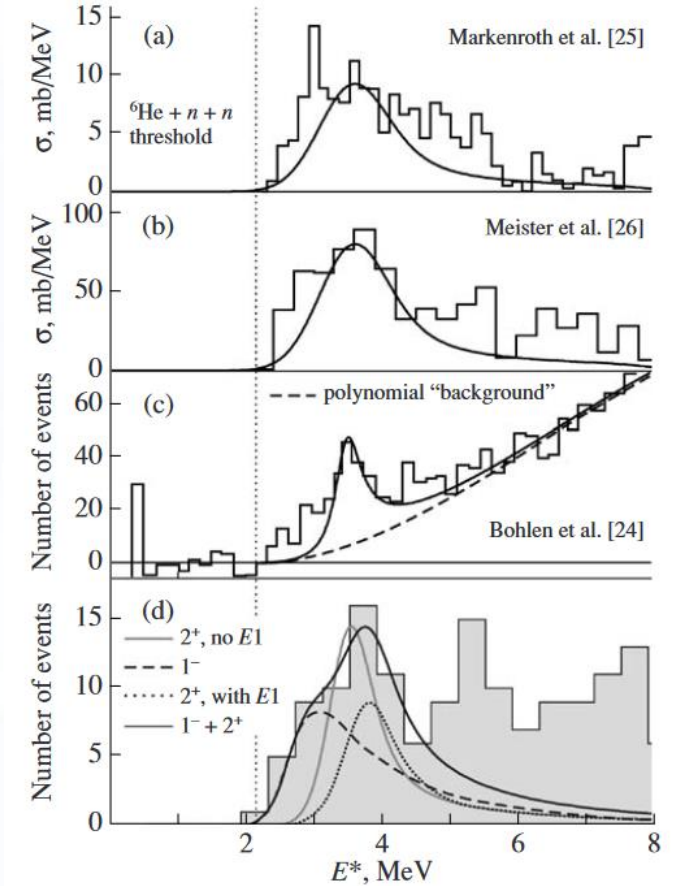 15
(a)
Markenroth et al. [25]
10
⁶He + n + n
threshold
5
0
σ, mb/MeV
100
(b)
Meister et al. [26]
50
0
σ, mb/MeV
polynomial “background”
60
(c)
40
20
Bohlen et al. [24]
0
Number of events
(d)
15
2⁺, no E1
1⁻
10
2⁺, with E1
1⁻ + 2⁺
5
0
Number of events
2 4 6 8
E*, MeV